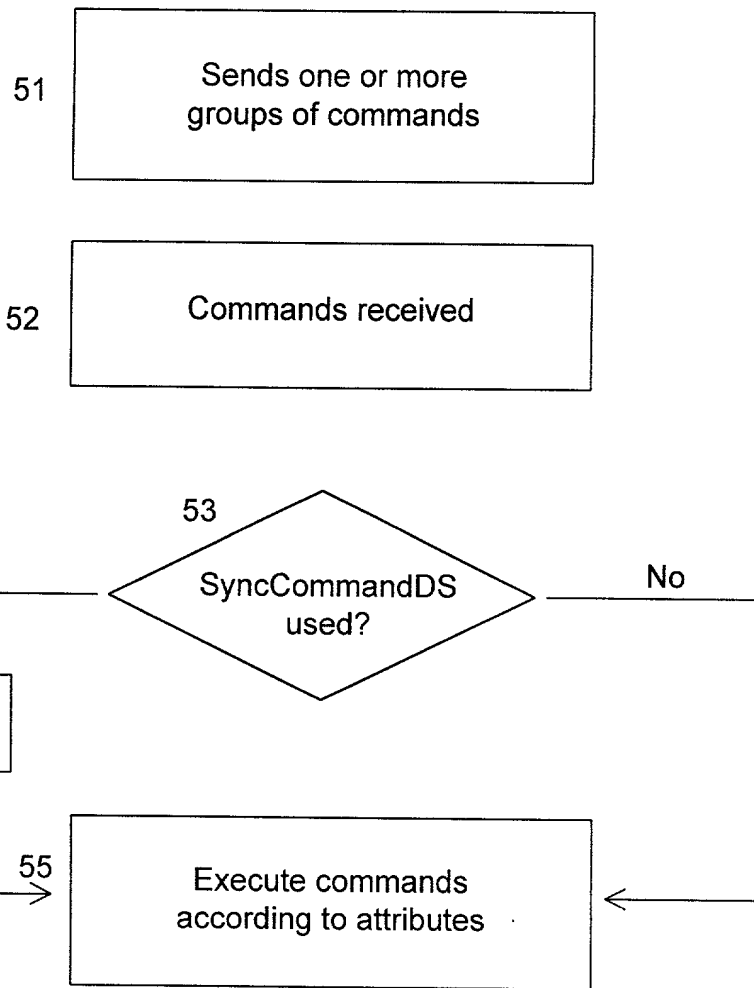 51
Sends one or more
groups of commands
52
Commands received
53
SyncCommandDS
used?
No
55
Execute commands
according to attributes